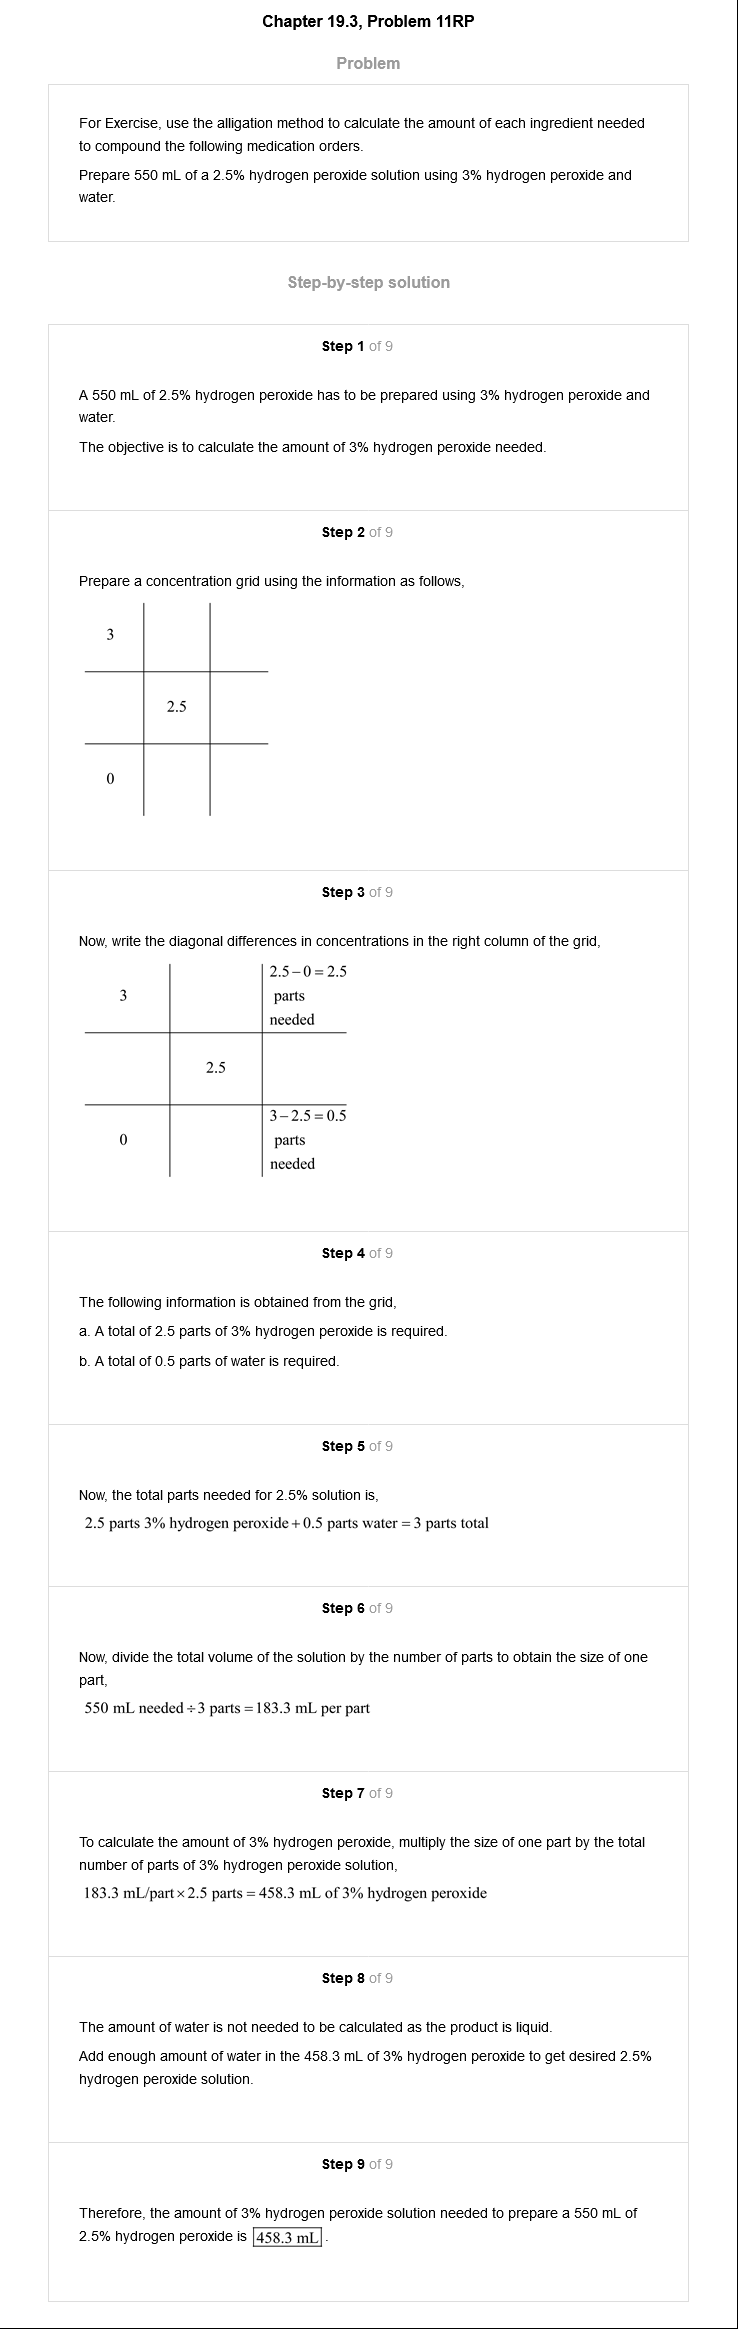 Chapter 19.3, Problem 11RP
Problem
For Exercise, use the alligation method to calculate the amount of each ingredient needed
to compound the following medication orders.
Prepare 550 mL of a 2.5% hydrogen peroxide solution using 3% hydrogen peroxide and
water.
Step-by-step solution
Step 1 of 9
A 550 mL of 2.5% hydrogen peroxide has to be prepared using 3% hydrogen peroxide and
water.
The objective is to calculate the amount of 3% hydrogen peroxide needed.
Step 2 of 9
Prepare a concentration grid using the information as follows,
3
2.5
0
Step 3 of 9
Now, write the diagonal differences in concentrations in the right column of the grid,
2.5 – 0 = 2.5
3 parts
needed
2.5
3 – 2.5 = 0.5
0 parts
needed
Step 4 of 9
The following information is obtained from the grid,
a. A total of 2.5 parts of 3% hydrogen peroxide is required.
b. A total of 0.5 parts of water is required.
Step 5 of 9
Now, the total parts needed for 2.5% solution is,
2.5 parts 3% hydrogen peroxide + 0.5 parts water = 3 parts total
Step 6 of 9
Now, divide the total volume of the solution by the number of parts to obtain the size of one
part,
550 mL needed ÷ 3 parts = 183.3 mL per part
Step 7 of 9
To calculate the amount of 3% hydrogen peroxide, multiply the size of one part by the total
number of parts of 3% hydrogen peroxide solution,
183.3 mL/part × 2.5 parts = 458.3 mL of 3% hydrogen peroxide
Step 8 of 9
The amount of water is not needed to be calculated as the product is liquid.
Add enough amount of water in the 458.3 mL of 3% hydrogen peroxide to get desired 2.5%
hydrogen peroxide solution.
Step 9 of 9
Therefore, the amount of 3% hydrogen peroxide solution needed to prepare a 550 mL of
2.5% hydrogen peroxide is 458.3 mL .